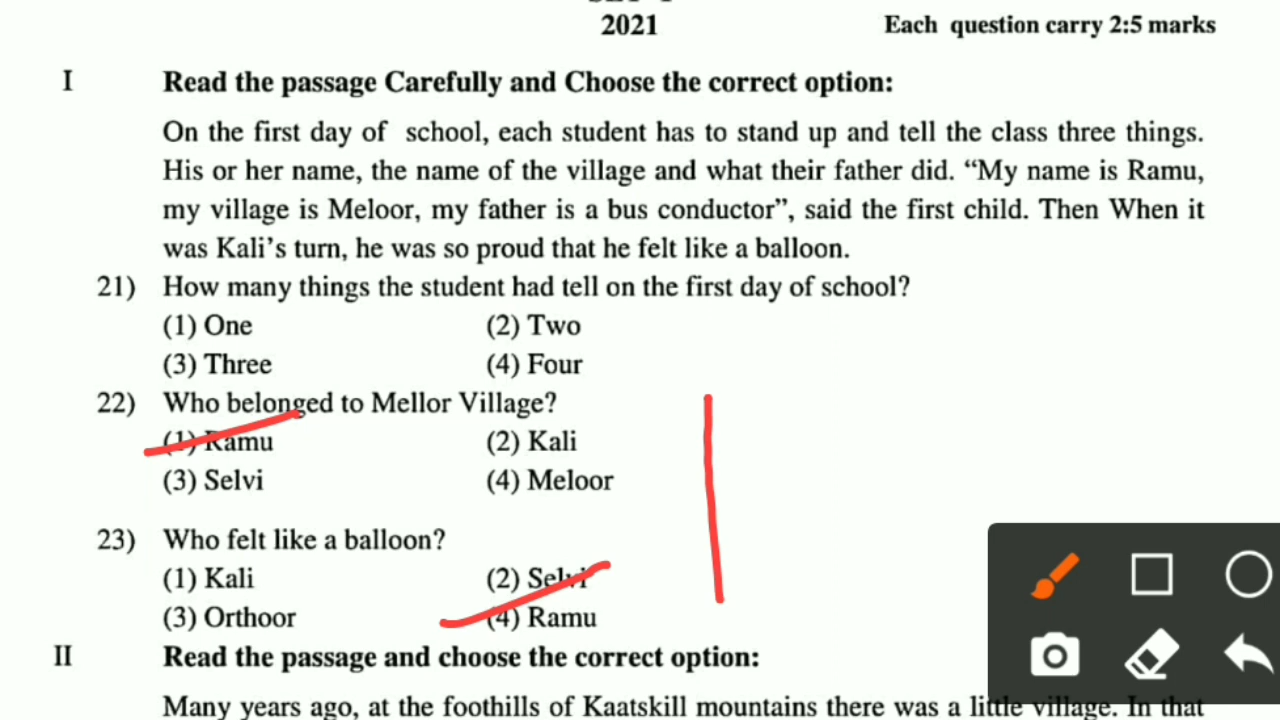 2021
Each question carry 2:5 marks
I Read the passage Carefully and Choose the correct option:
On the first day of school, each student has to stand up and tell the class three things.
His or her name, the name of the village and what their father did. “My name is Ramu,
my village is Meloor, my father is a bus conductor”, said the first child. Then When it
was Kali’s turn, he was so proud that he felt like a balloon.
21) How many things the student had tell on the first day of school?
(1) One (2) Two
(3) Three (4) Four
22) Who belonged to Mellor Village?
(1) Ramu (2) Kali
(3) Selvi (4) Meloor
23) Who felt like a balloon?
(1) Kali (2) Selvi
(3) Orthoor (4) Ramu
II Read the passage and choose the correct option:
Many years ago, at the foothills of Kaatskill mountains there was a little village. In that